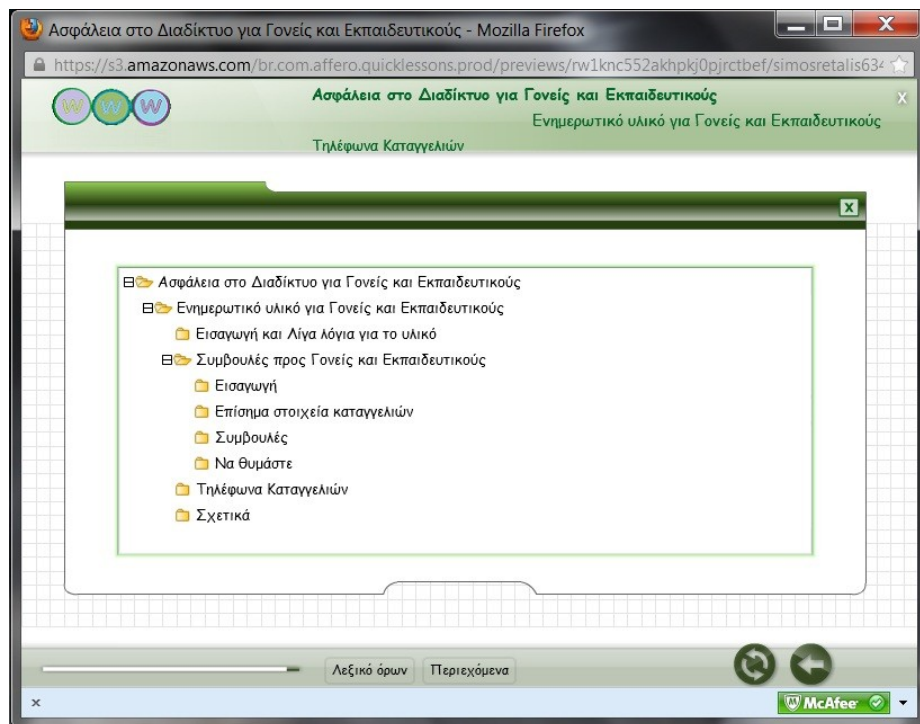 Ασφάλεια στο Διαδίκτυο για Γονείς και Εκπαιδευτικούς - Mozilla Firefox
https://s3.amazonaws.com/br.com.affero.quicklessons.prod/previews/rw1knc552akhpkj0pjrctbef/simosretalis634
WWW
Ασφάλεια στο Διαδίκτυο για Γονείς και Εκπαιδευτικούς
X
Ενημερωτικό υλικό για Γονείς και Εκπαιδευτικούς
Τηλέφωνα Καταγγελιών
X
Ασφάλεια στο Διαδίκτυο για Γονείς και Εκπαιδευτικούς
Ενημερωτικό υλικό για Γονείς και Εκπαιδευτικούς
Εισαγωγή και Λίγα λόγια για το υλικό
Συμβουλές προς Γονείς και Εκπαιδευτικούς
Εισαγωγή
Επίσημα στοιχεία καταγγελιών
Συμβουλές
Να θυμάστε
Τηλέφωνα Καταγγελιών
Σχετικά
Λεξικό όρων Περιεχόμενα
x McAfee